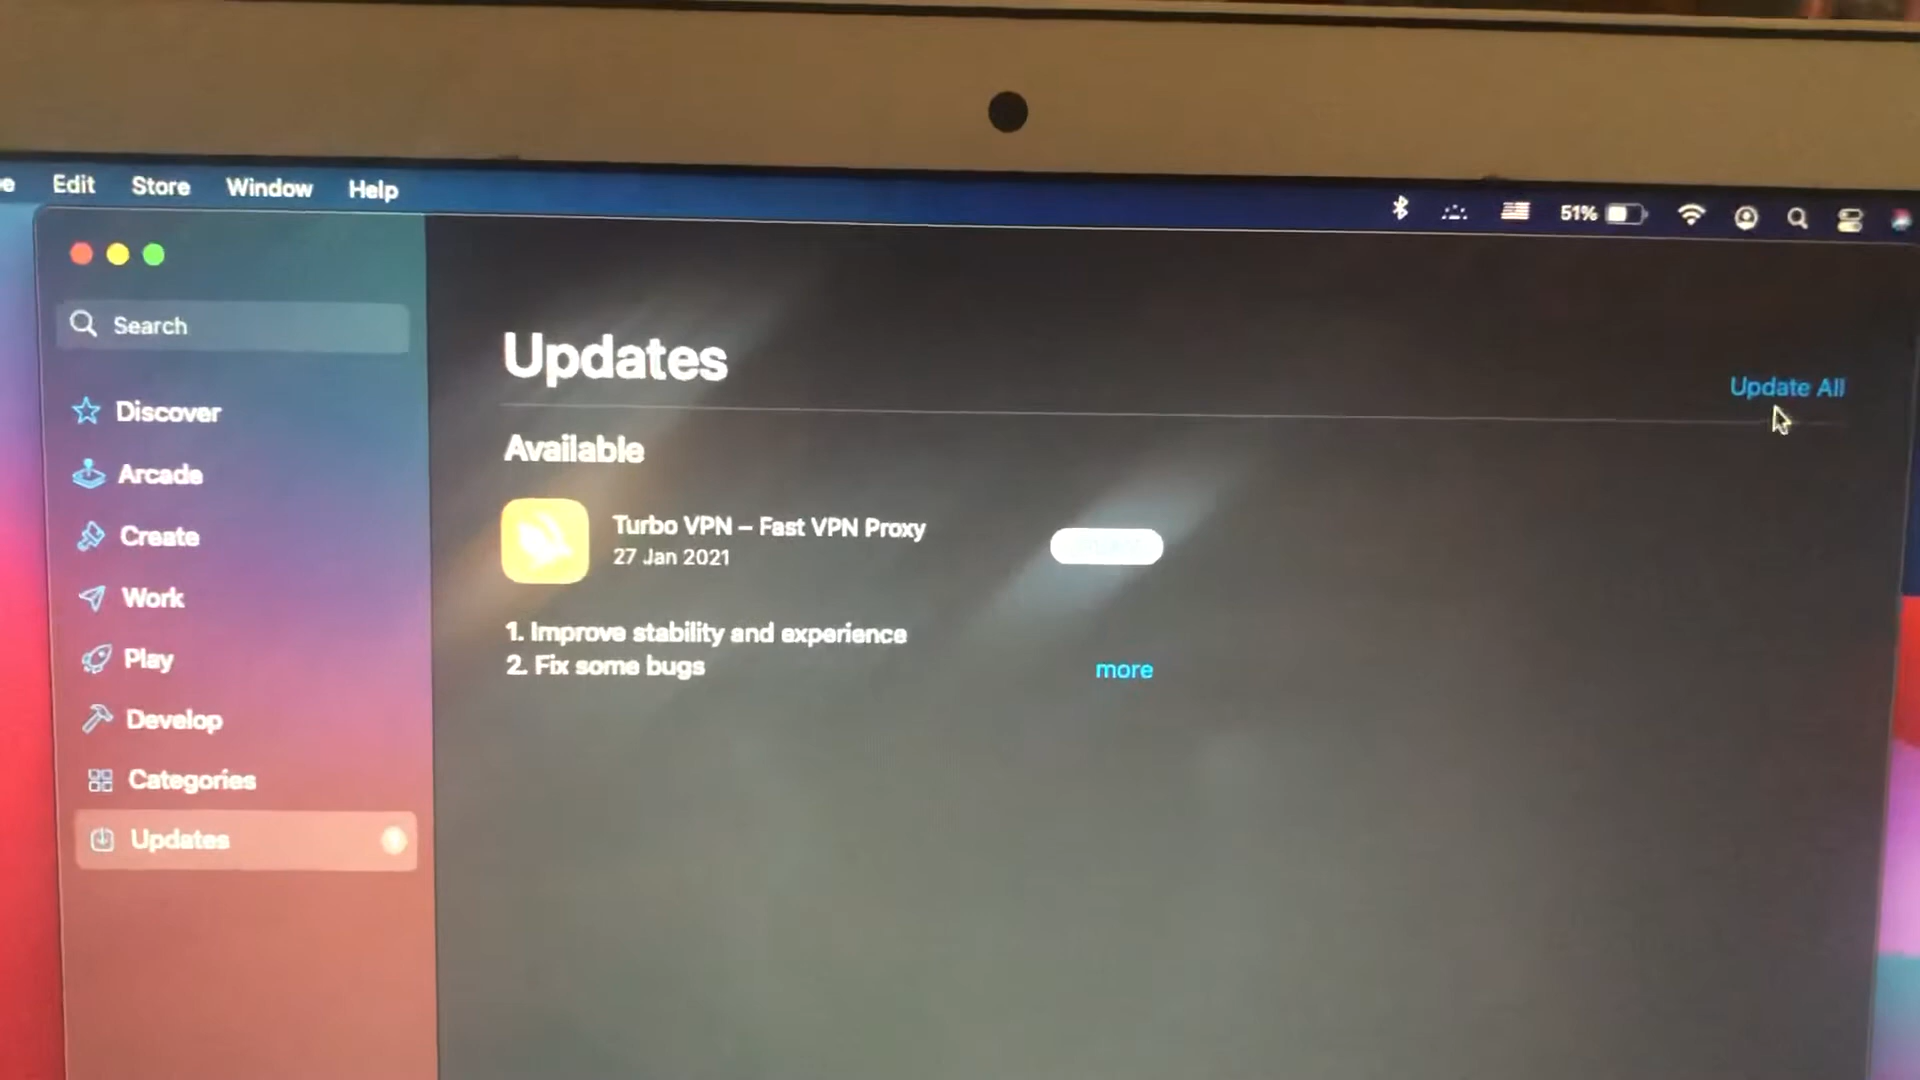 Edit Store Window Help
51%
Search
Discover
Arcade
Create
Work
Play
Develop
Categories
Updates
Updates
Update All
Available
Turbo VPN – Fast VPN Proxy
27 Jan 2021
1. Improve stability and experience
2. Fix some bugs
more